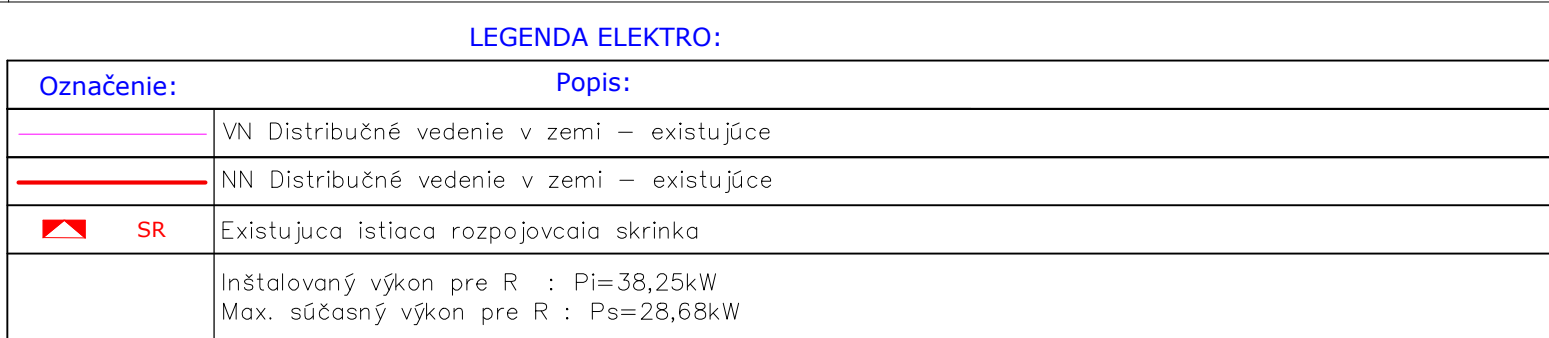 LEGENDA ELEKTRO:
Označenie: Popis:
VN Distribučné vedenie v zemi – existujúce
NN Distribučné vedenie v zemi – existujúce
SR Existujuca istiaca rozpojovcaia skrinka
Inštalovaný výkon pre R : Pi=38,25kW
Max. súčasný výkon pre R : Ps=28,68kW